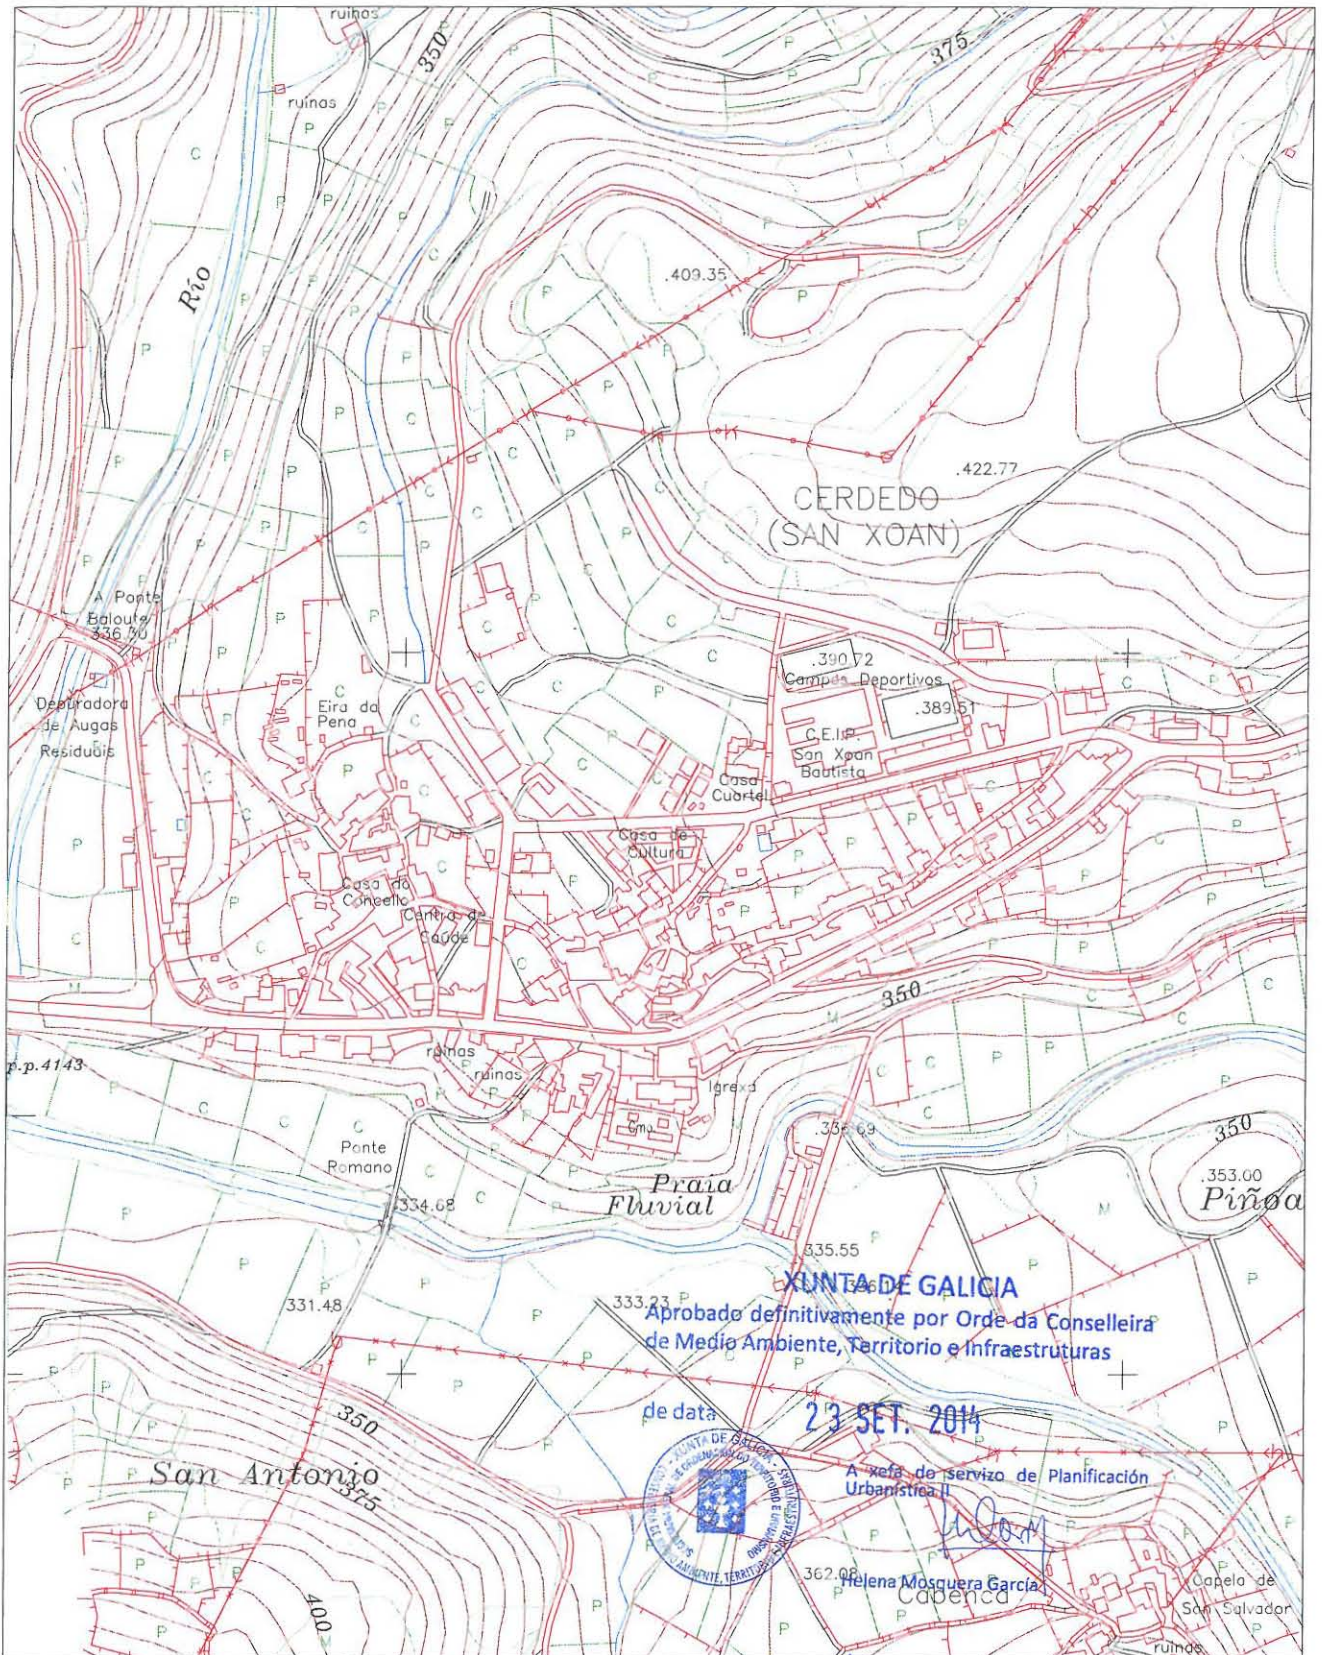 ruinas
350
375
ruinas
C
Río
.409.35
.422.77
CERDEDO
(SAN XOAN)
A Ponte
Baloute
336.30
.390.72
Campos Deportivos
Depuradora
de Augas
Residuais
Eira da
Pena
.389.51
C.E.I.P.
San Xoan
Bautista
Casa
Cuartel
Casa de
Cultura
Casa do
Concello
Centro de
Saúde
350
p.p.4143
ruinas
ruinas
Igrexa
Cmo.
.336.69
350
Ponte
Romano
Praia
Fluvial
.353.00
Piñoa
334.68
335.55
331.48
333.23
XUNTA DE GALICIA
Aprobado definitivamente por Orde da Conselleira
de Medio Ambiente, Territorio e Infraestruturas
de data
23 SET. 2014
350
San Antonio
375
A xefa do servizo de Planificación
Urbanística II
362.08
Helena Mosquera García
Cabenca
Capela de
San Salvador
400
ruinas